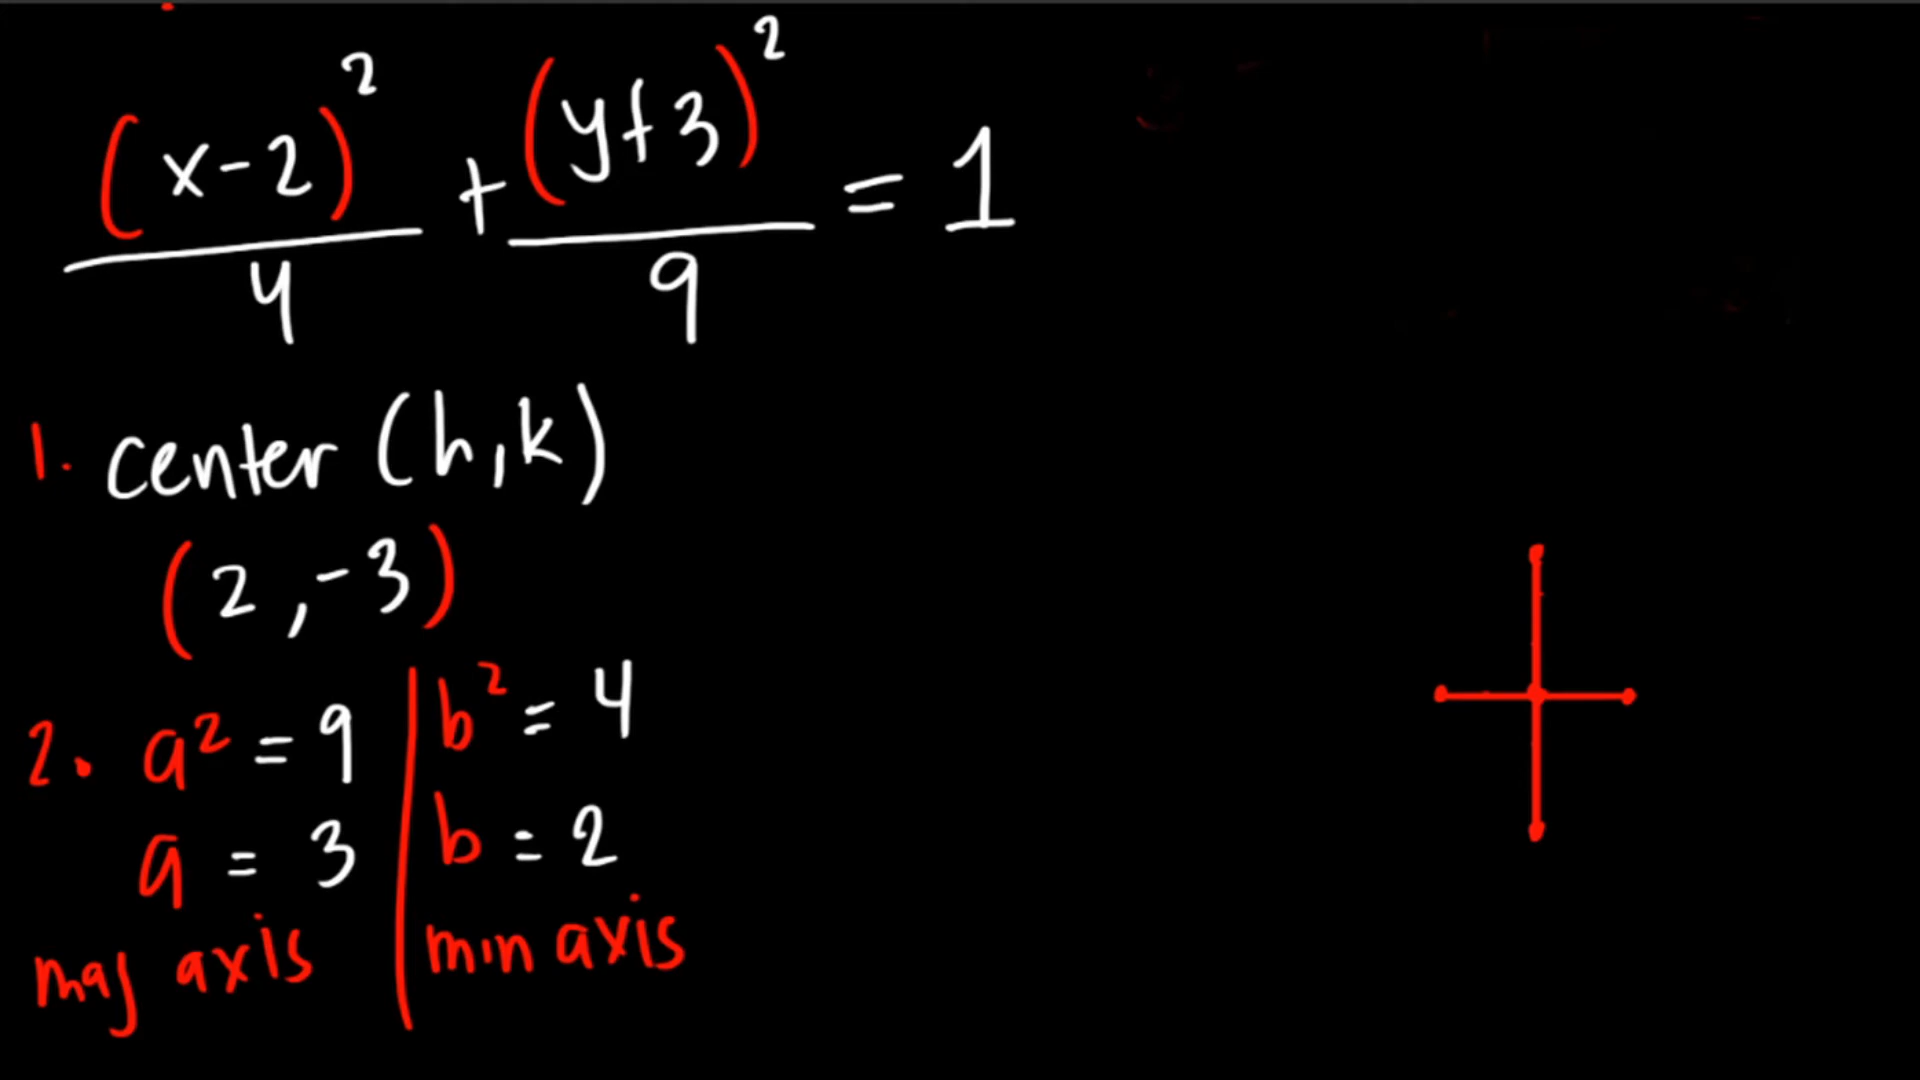 (x-2)² + (y+3)² = 1
4 9
1. center (h,k)
(2,-3)
2. a² = 9 | b² = 4
a = 3 | b = 2
maj axis | min axis